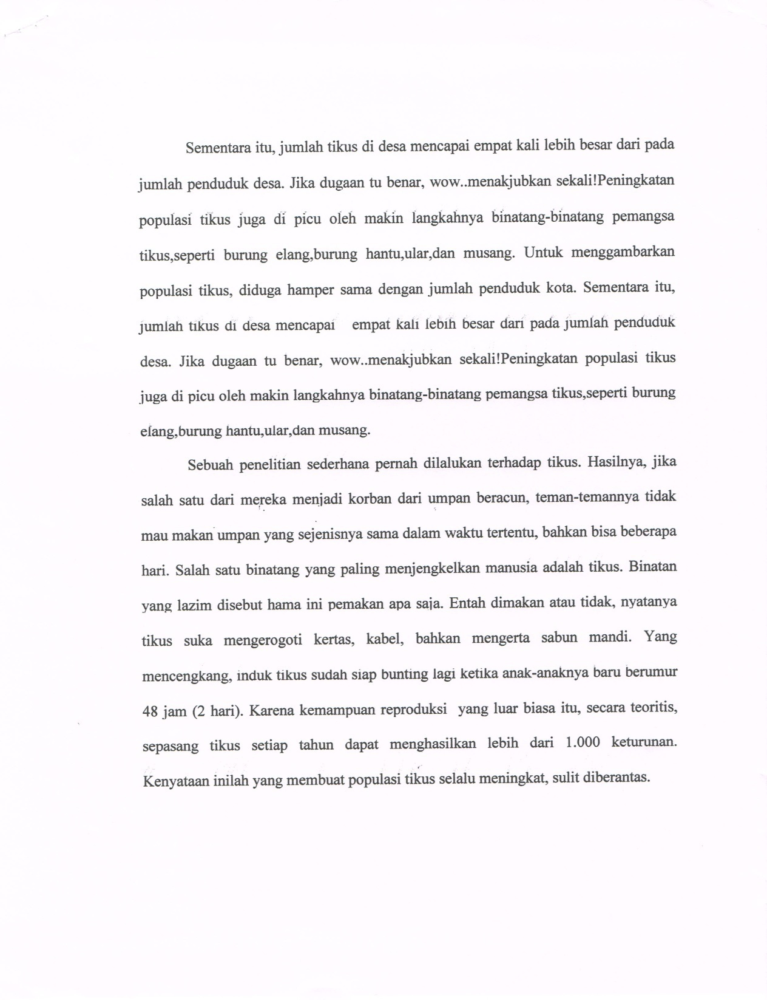 Sementara itu, jumlah tikus di desa mencapai empat kali lebih besar dari pada
jumlah penduduk desa. Jika dugaan tu benar, wow..menakjubkan sekali!Peningkatan
populasi tikus juga di picu oleh makin langkahnya binatang-binatang pemangsa
tikus,seperti burung elang,burung hantu,ular,dan musang. Untuk menggambarkan
populasi tikus, diduga hamper sama dengan jumlah penduduk kota. Sementara itu,
jumlah tikus di desa mencapai empat kali lebih besar dari pada jumlah penduduk
desa. Jika dugaan tu benar, wow..menakjubkan sekali!Peningkatan populasi tikus
juga di picu oleh makin langkahnya binatang-binatang pemangsa tikus,seperti burung
elang,burung hantu,ular,dan musang.
Sebuah penelitian sederhana pernah dilalukan terhadap tikus. Hasilnya, jika
salah satu dari mereka menjadi korban dari umpan beracun, teman-temannya tidak
mau makan umpan yang sejenisnya sama dalam waktu tertentu, bahkan bisa beberapa
hari. Salah satu binatang yang paling menjengkelkan manusia adalah tikus. Binatan
yang lazim disebut hama ini pemakan apa saja. Entah dimakan atau tidak, nyatanya
tikus suka mengerogoti kertas, kabel, bahkan mengerta sabun mandi. Yang
mencengkang, induk tikus sudah siap bunting lagi ketika anak-anaknya baru berumur
48 jam (2 hari). Karena kemampuan reproduksi yang luar biasa itu, secara teoritis,
sepasang tikus setiap tahun dapat menghasilkan lebih dari 1.000 keturunan.
Kenyataan inilah yang membuat populasi tikus selalu meningkat, sulit diberantas.